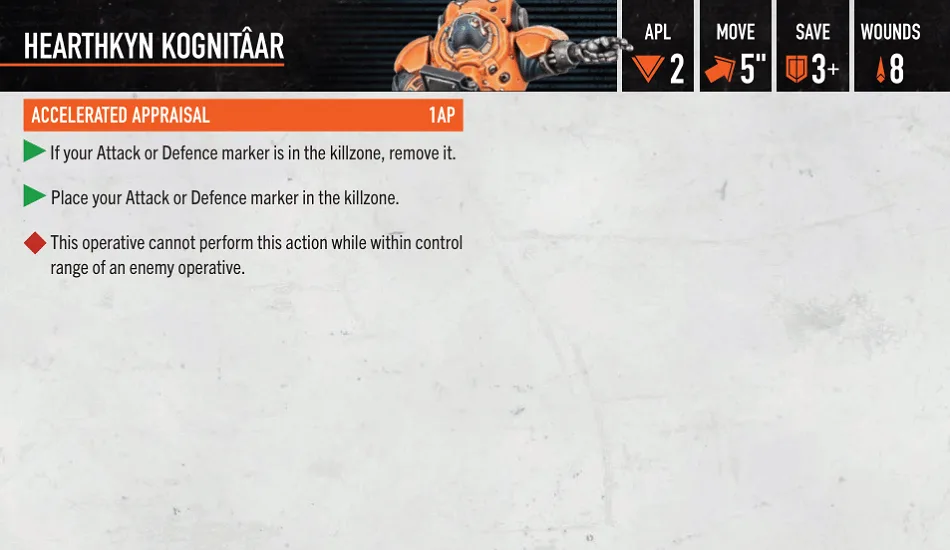 HEARTHKYN KOGNITÂAR
APL
2
MOVE
5"
SAVE
3+
WOUNDS
8
ACCELERATED APPRAISAL 1AP
If your Attack or Defence marker is in the killzone, remove it.
Place your Attack or Defence marker in the killzone.
This operative cannot perform this action while within control
range of an enemy operative.